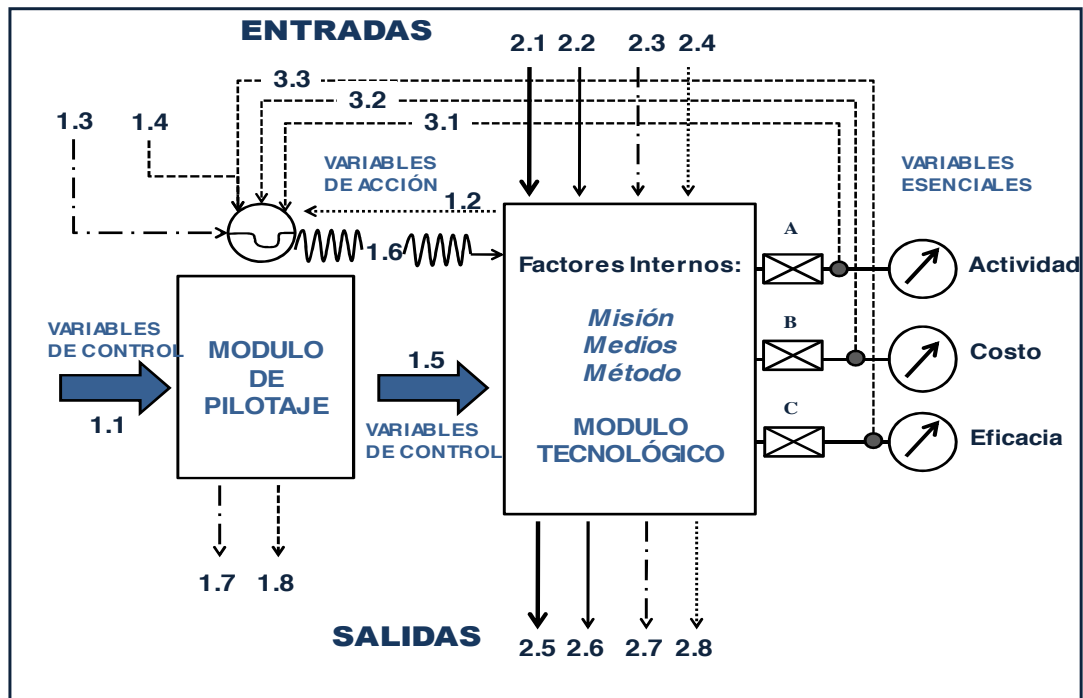 ENTRADAS
2.1 2.2 2.3 2.4
3.3
3.2
3.1
1.3 1.4
VARIABLES
DE ACCIÓN
VARIABLES
ESENCIALES
1.2
1.6
A
Factores Internos:
Actividad
Misión
Medios
Método
B
Costo
VARIABLES
DE CONTROL
1.1
MODULO
DE
PILOTAJE
1.5
VARIABLES
DE CONTROL
MODULO
TECNOLÓGICO
C
Eficacia
1.7 1.8
SALIDAS
2.5 2.6 2.7 2.8